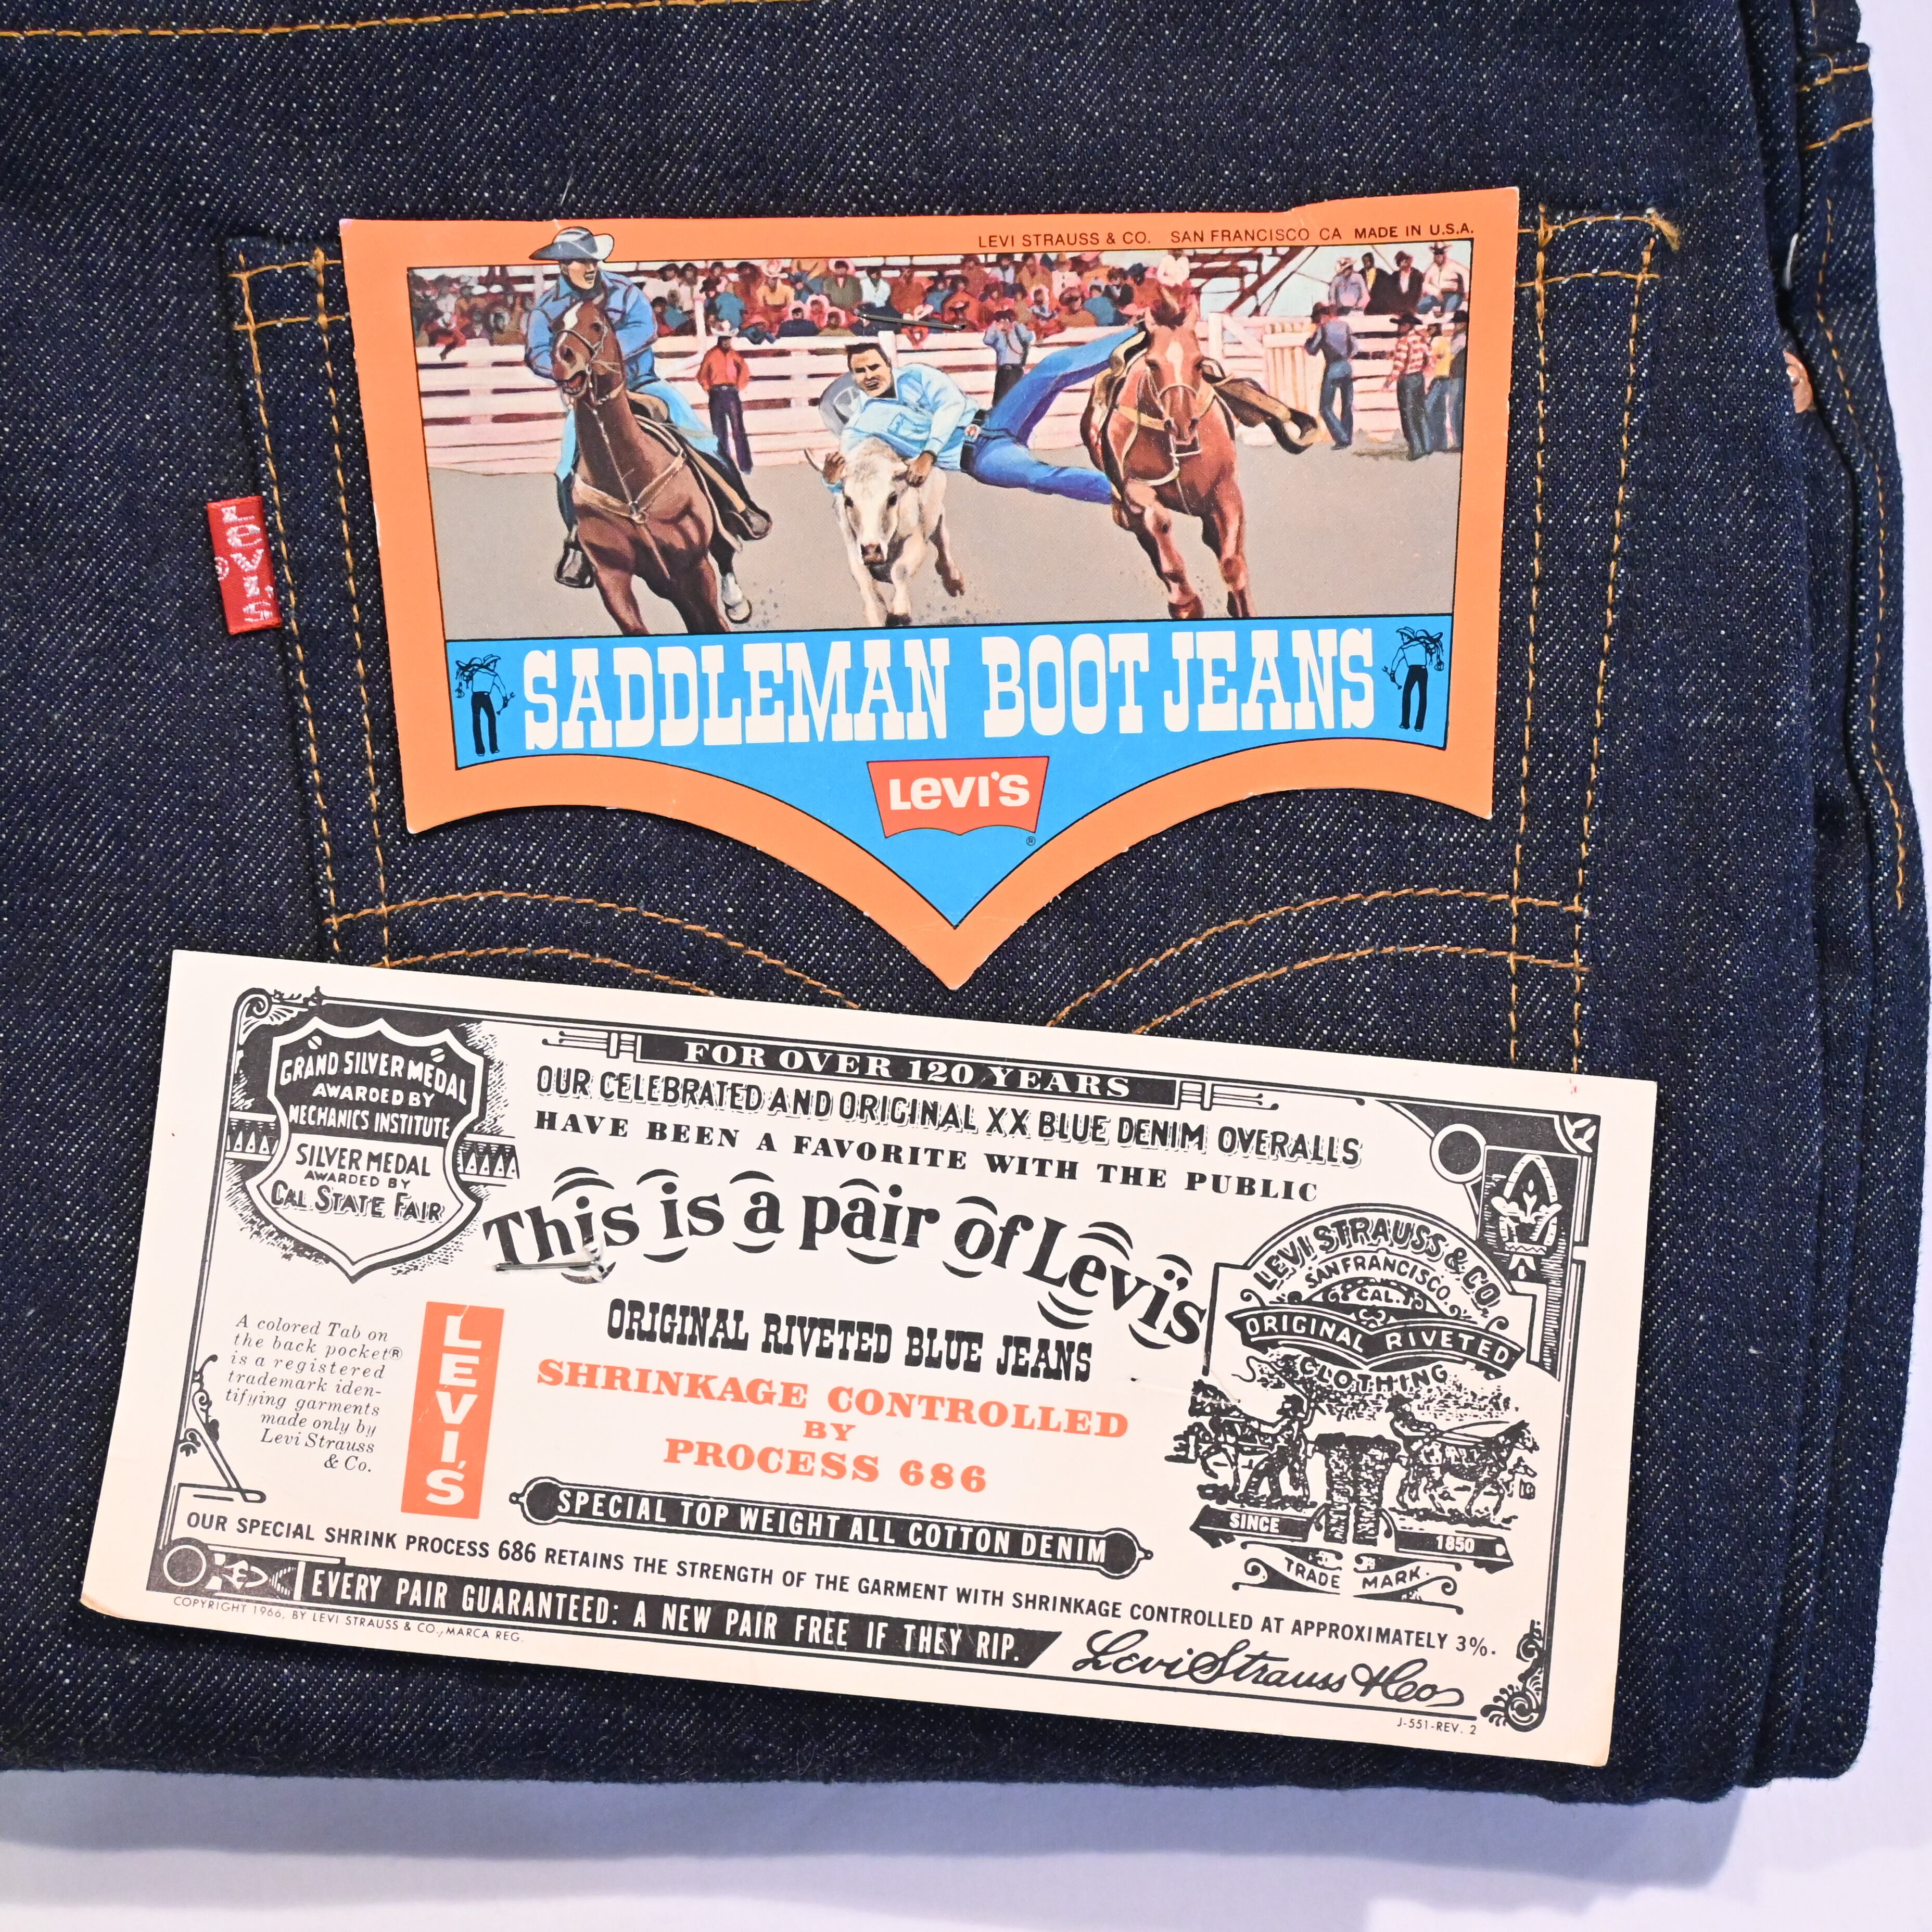 LEVI STRAUSS & CO. SAN FRANCISCO CA MADE IN U.S.A.
SADDLEMAN BOOT JEANS
LEVI'S
®
LEVI'S
®
GRAND SILVER MEDAL
AWARDED BY
MECHANICS INSTITUTE
SILVER MEDAL
AWARDED BY
CAL. STATE FAIR
FOR OVER 120 YEARS
OUR CELEBRATED AND ORIGINAL XX BLUE DENIM OVERALLS
HAVE BEEN A FAVORITE WITH THE PUBLIC
This is a pair of Levi's
ORIGINAL RIVETED BLUE JEANS
SHRINKAGE CONTROLLED
BY
PROCESS 686
SPECIAL TOP WEIGHT ALL COTTON DENIM
A colored Tab on
the back pocket®
is a registered
trademark iden-
tifying garments
made only by
Levi Strauss
& Co.
LEVI'S
LEVI STRAUSS & CO.
SAN FRANCISCO.
CAL.
ORIGINAL RIVETED
CLOTHING
SINCE 1850
TRADE MARK.
OUR SPECIAL SHRINK PROCESS 686 RETAINS THE STRENGTH OF THE GARMENT WITH SHRINKAGE CONTROLLED AT APPROXIMATELY 3%.
EVERY PAIR GUARANTEED: A NEW PAIR FREE IF THEY RIP.
Levi Strauss & Co
COPYRIGHT 1966, BY LEVI STRAUSS & CO., MARCA REG.
J-551-REV. 2